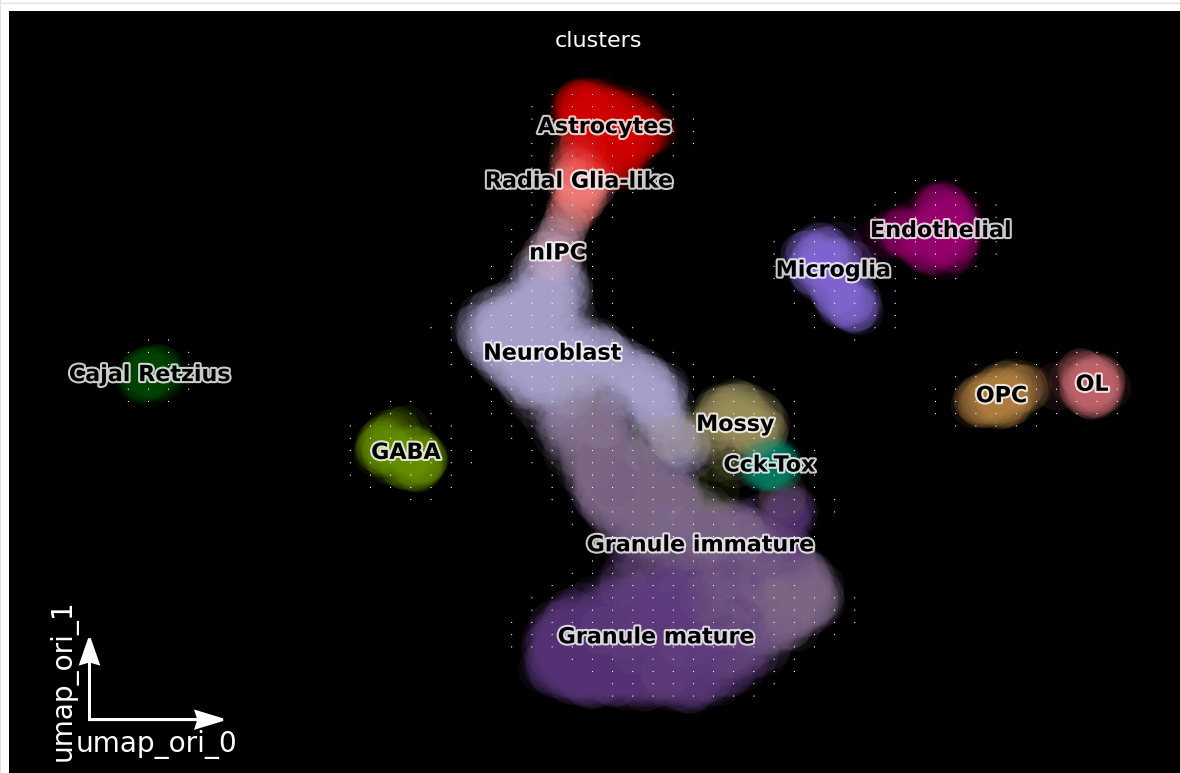 clusters
Astrocytes
Radial Glia-like
Endothelial
nIPC
Microglia
Neuroblast
Cajal Retzius
OL
OPC
Mossy
GABA
Cck-Tox
Granule immature
Granule mature
umap_ori_1
umap_ori_0